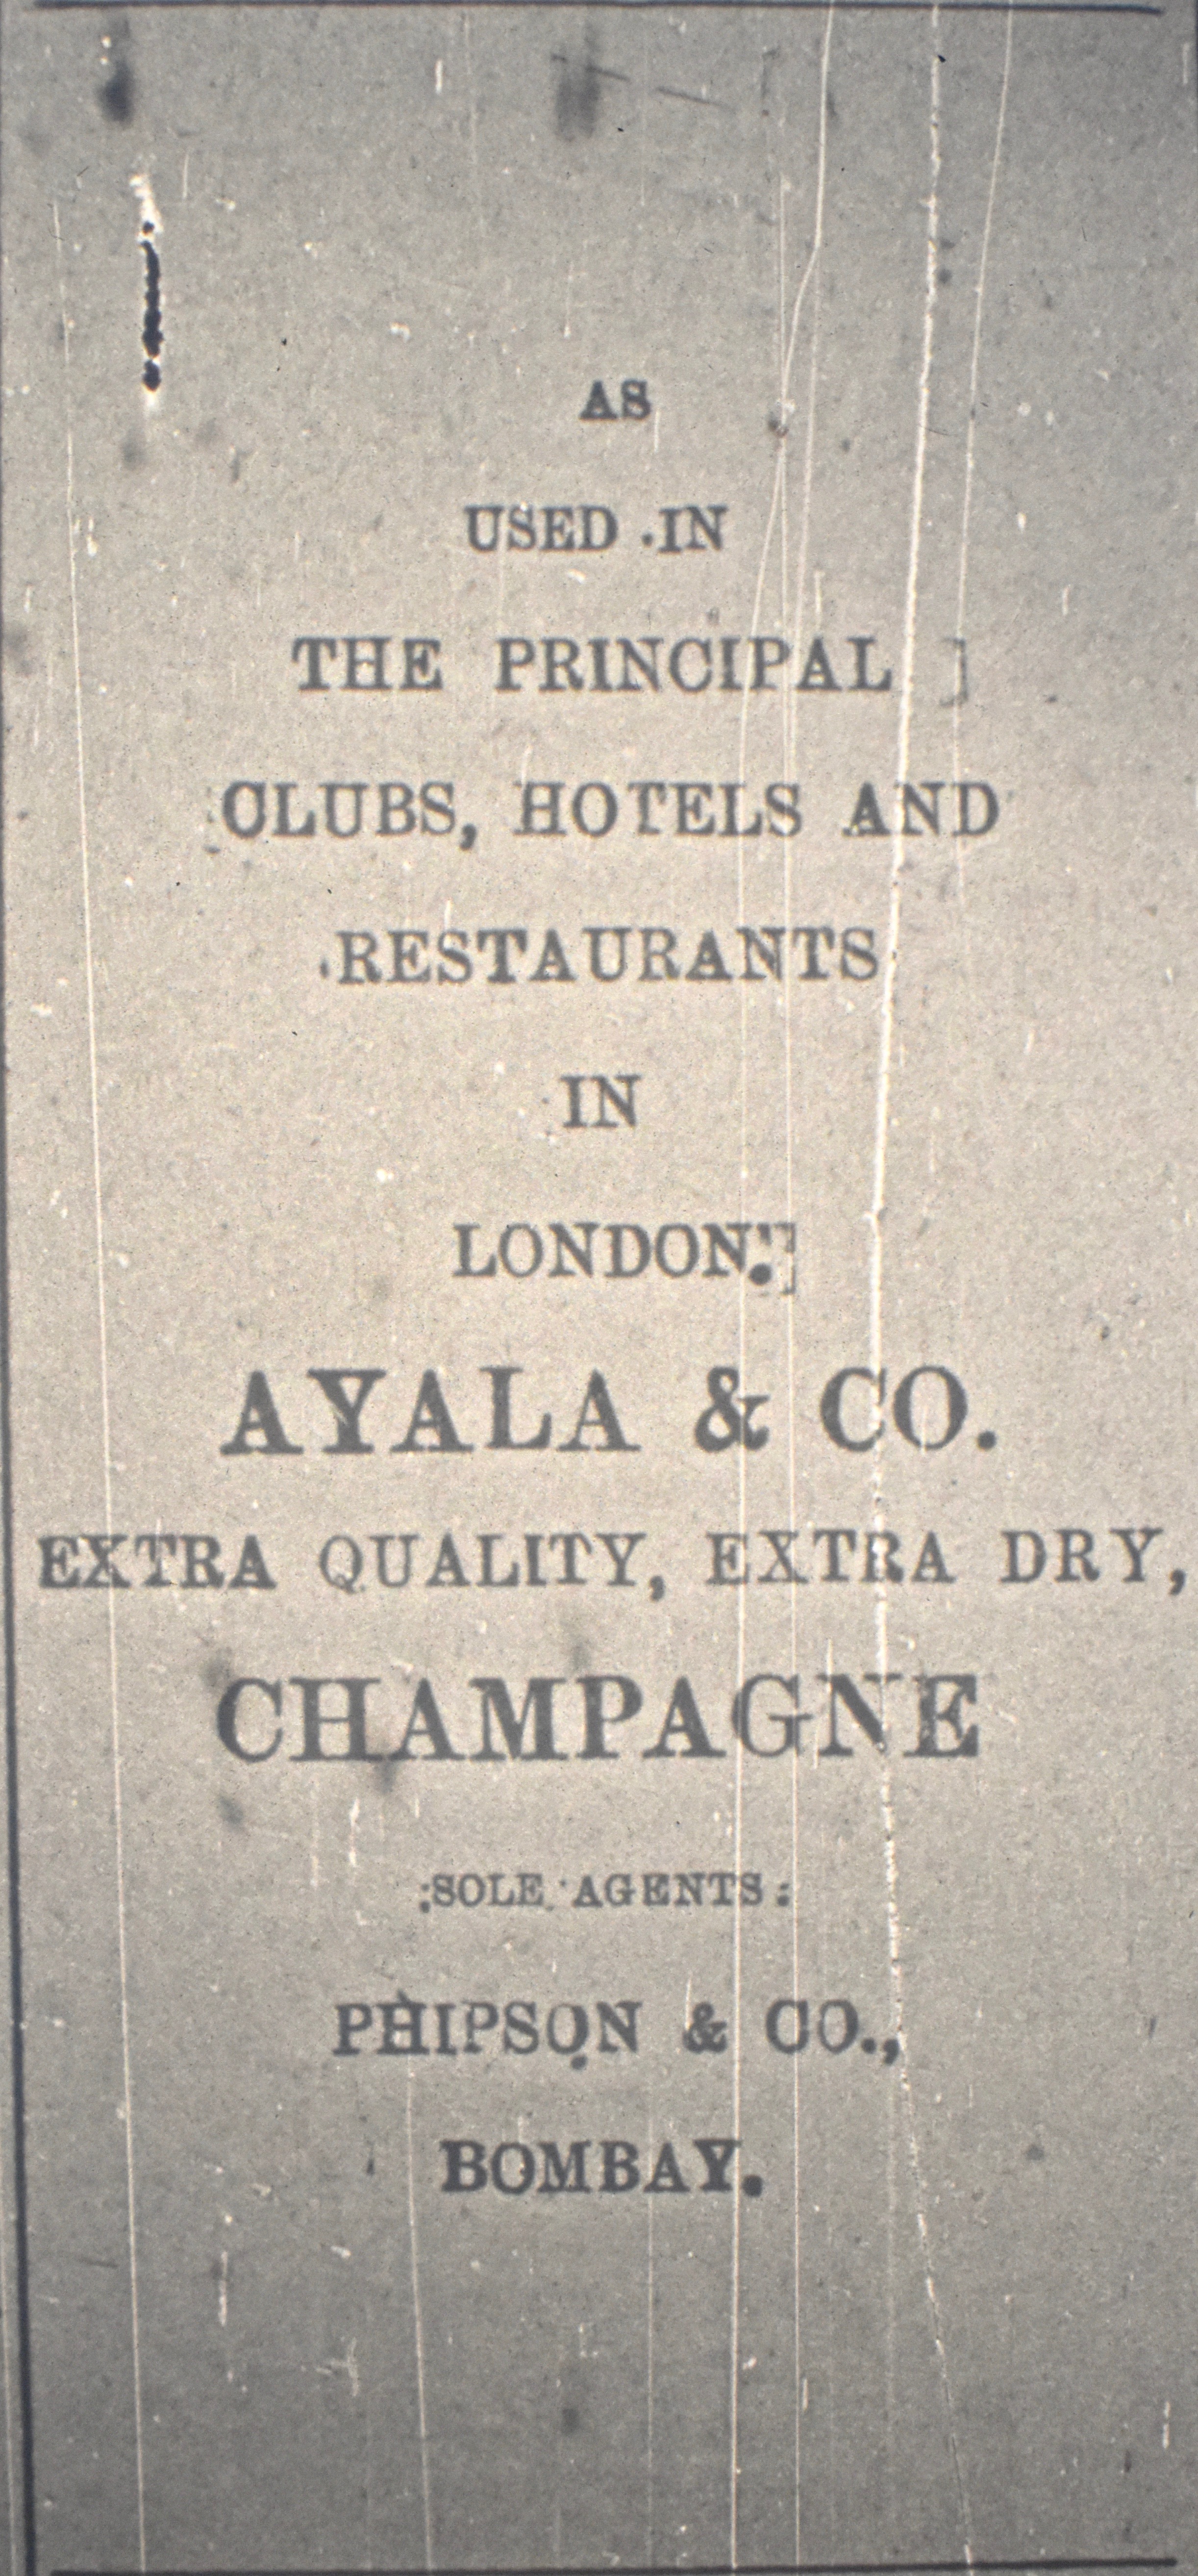 AS
USED IN
THE PRINCIPAL
CLUBS, HOTELS AND
RESTAURANTS
IN
LONDON.
AYALA & CO.
EXTRA QUALITY, EXTRA DRY,
CHAMPAGNE
:SOLE AGENTS:
PHIPSON & CO.,
BOMBAY.